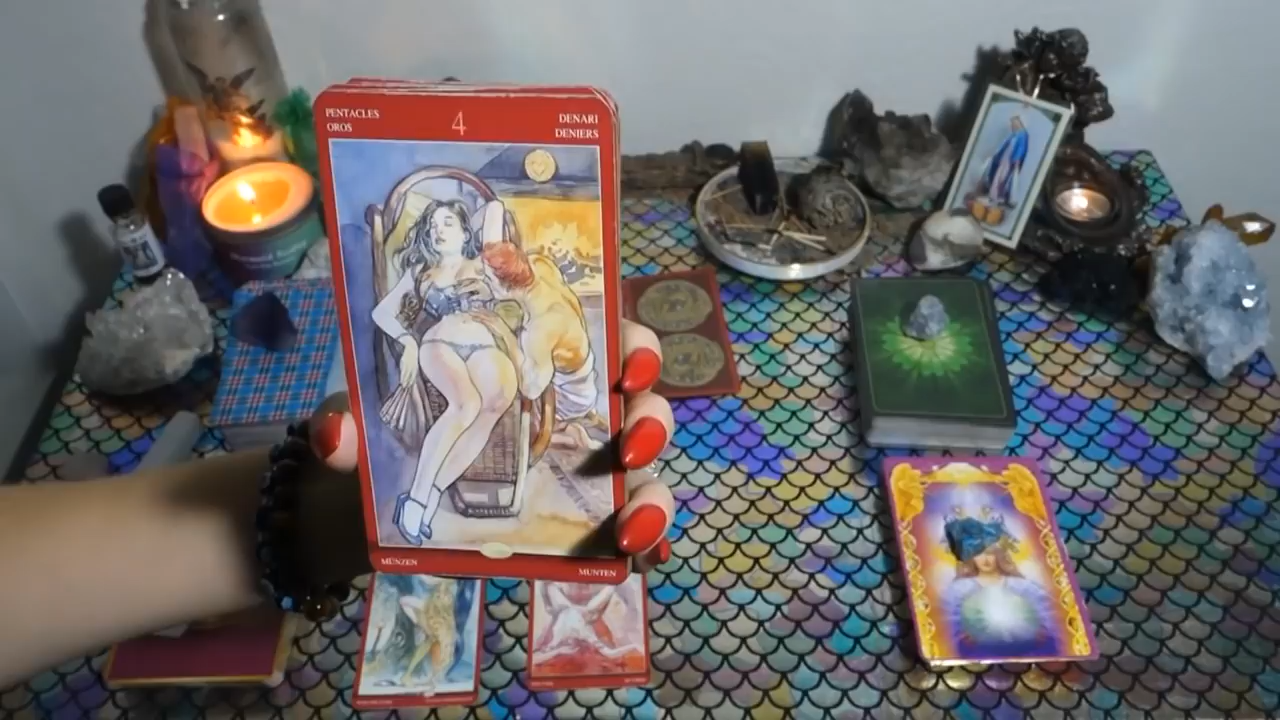 PENTACLES
OROS
4
DENARI
DENIERS
MÜNZEN
MUNTEN